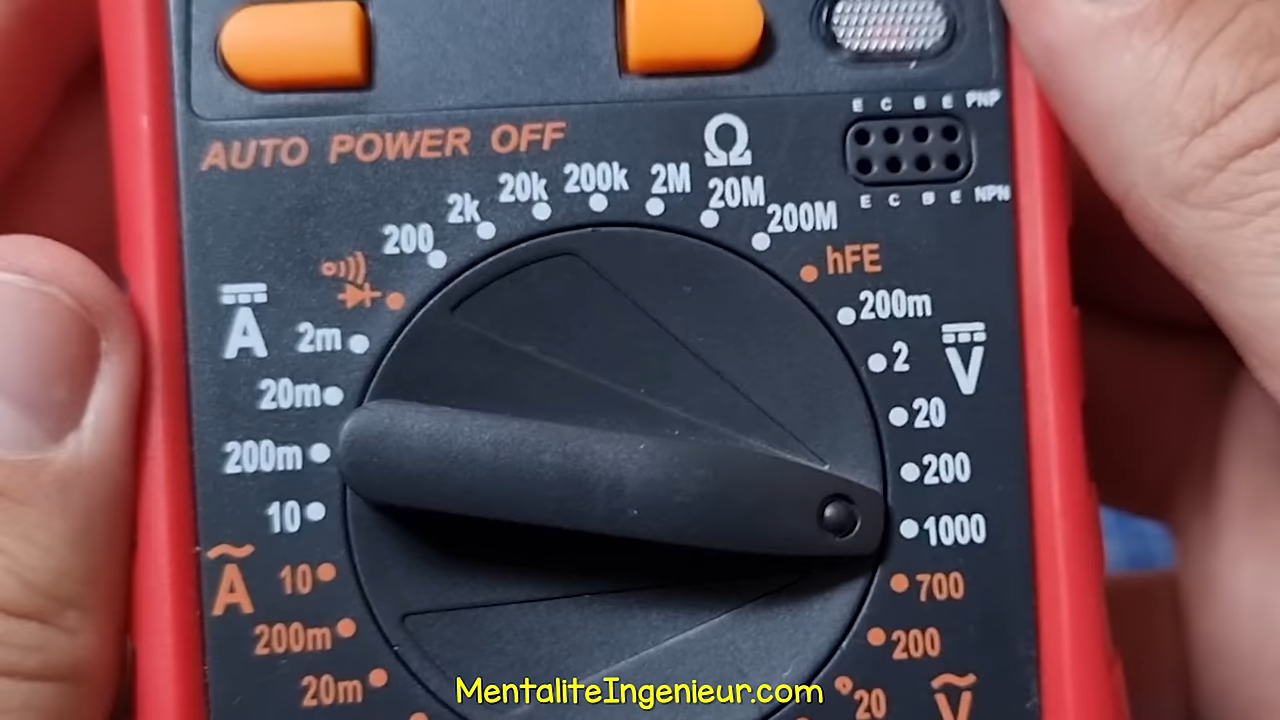 E C B E PNP
AUTO POWER OFF
Ω
E C B E NPN
200k
2M
20k
20M
2k
200M
200
hFE
200m
A
2m
2
V
20m
20
200m
200
10
1000
A
10
700
200m
200
20m
20
V
MentaliteIngenieur.com